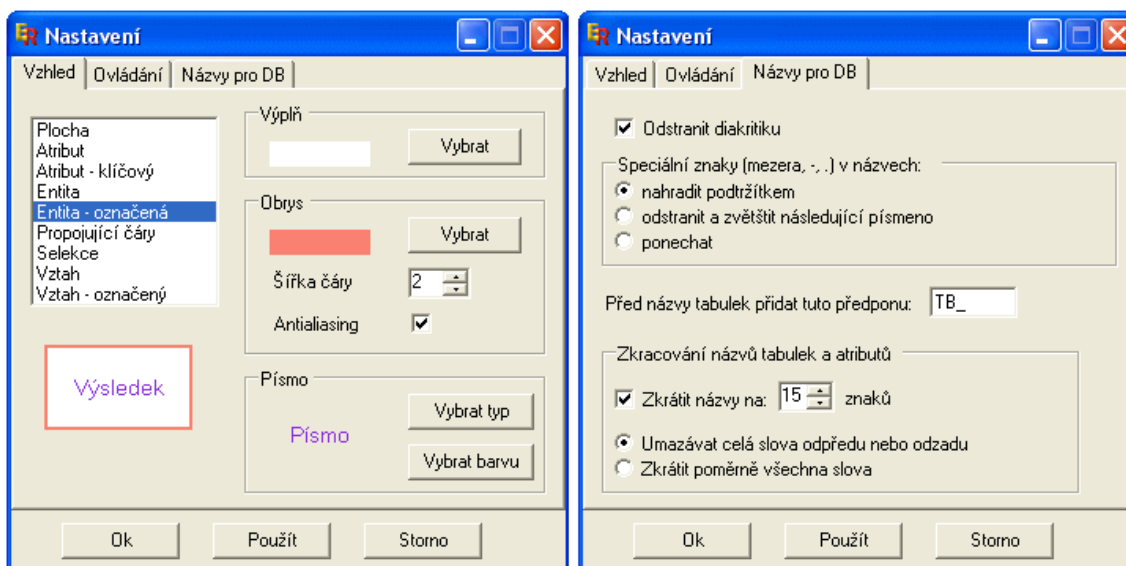 ER Nastavení
Vzhled Ovládání Názvy pro DB
Plocha
Atribut
Atribut - klíčový
Entita
Entita - označená
Propojující čáry
Selekce
Vztah
Vztah - označený
Výsledek
Výplň
Vybrat
Obrys
Vybrat
Šířka čáry 2
Antialiasing
Písmo
Písmo
Vybrat typ
Vybrat barvu
Ok Použít Storno
ER Nastavení
Vzhled Ovládání Názvy pro DB
Odstranit diakritiku
Speciální znaky (mezera, -, .) v názvech:
nahradit podtržítkem
odstranit a zvětštit následující písmeno
ponechat
Před názvy tabulek přidat tuto předponu: TB_
Zkracování názvů tabulek a atributů
Zkrátit názvy na: 15 znaků
Umazávat celá slova odpředu nebo odzadu
Zkrátit poměrně všechna slova
Ok Použít Storno